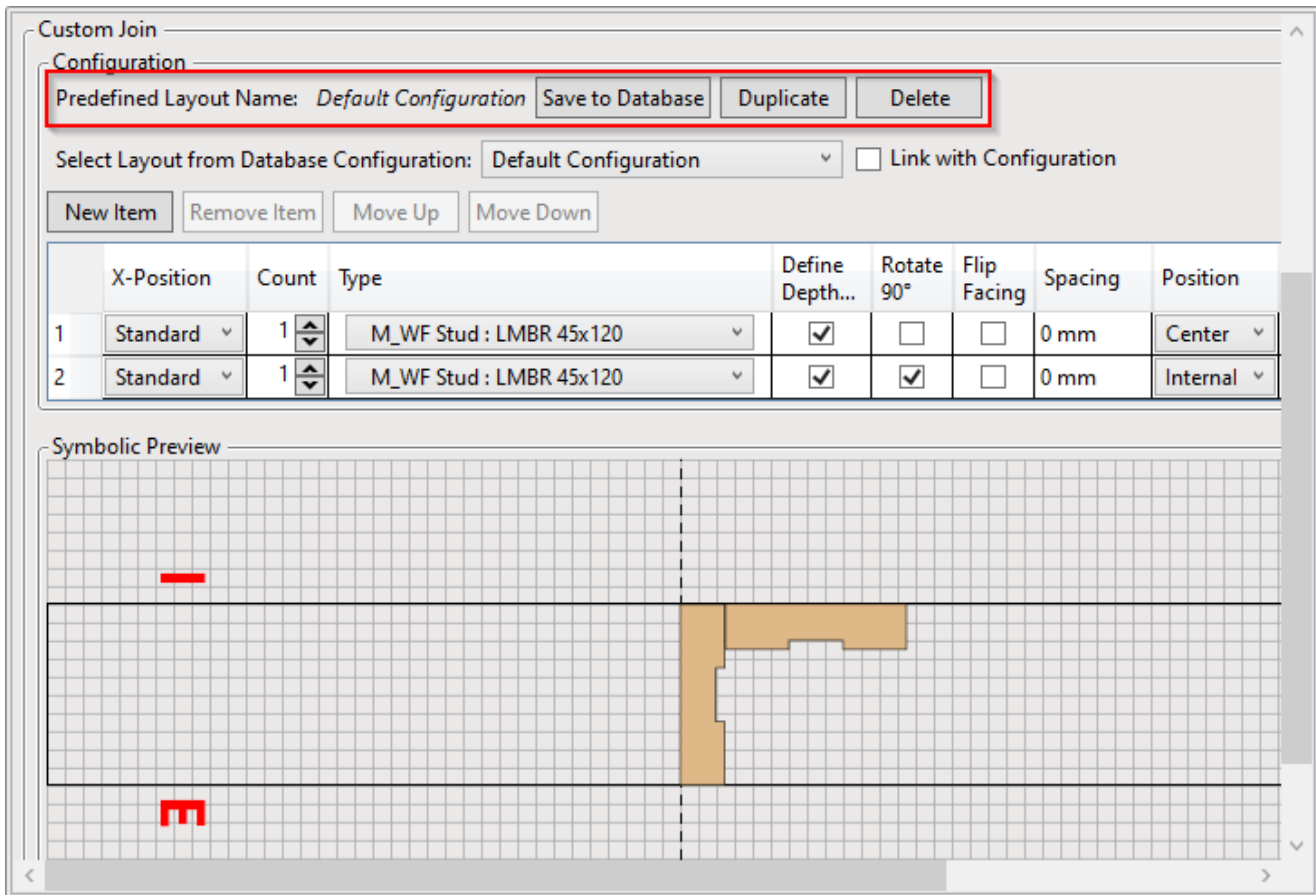 Custom Join
Configuration
Predefined Layout Name: Default Configuration Save to Database Duplicate Delete
Select Layout from Database Configuration: Default Configuration Link with Configuration
New Item Remove Item Move Up Move Down
X-Position Count Type Define Depth... Rotate 90° Flip Facing Spacing Position
1 Standard 1 M_WF Stud : LMBR 45x120 0 mm Center
2 Standard 1 M_WF Stud : LMBR 45x120 0 mm Internal
Symbolic Preview
I
E